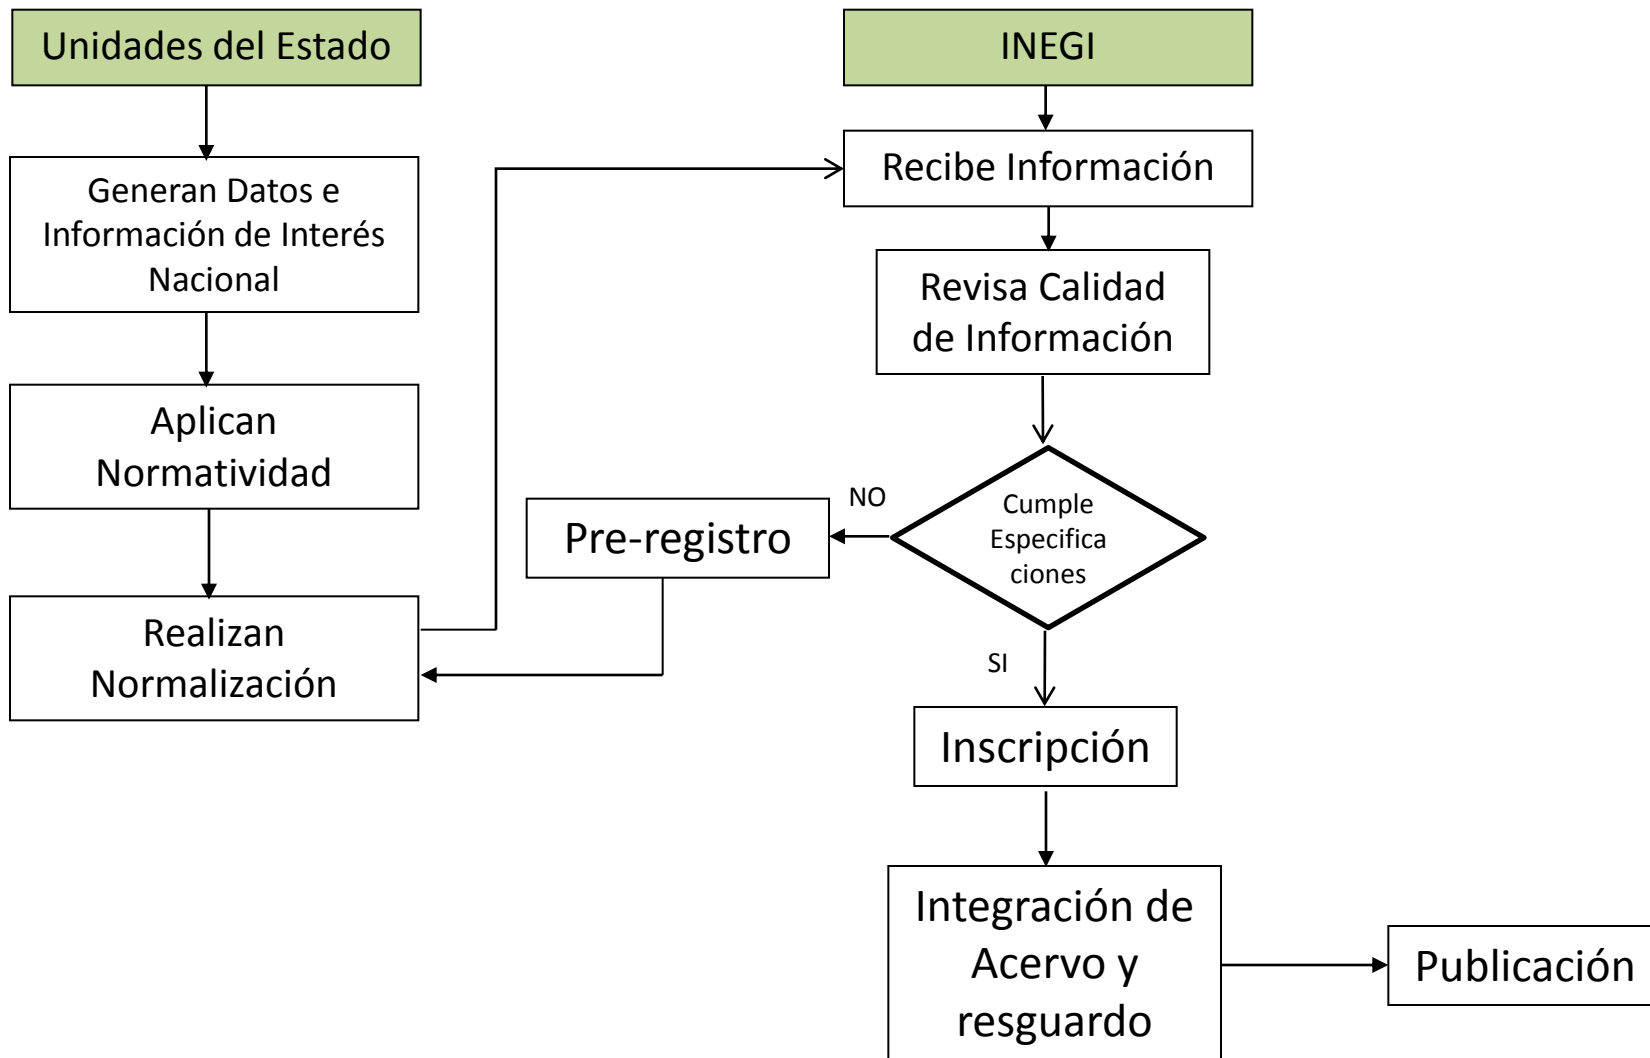 Unidades del Estado
Generan Datos e
Información de Interés
Nacional
Aplican
Normatividad
Realizan
Normalización
Pre-registro
NO
INEGI
Recibe Información
Revisa Calidad
de Información
Cumple
Especifica
ciones
SI
Inscripción
Integración de
Acervo y
resguardo
Publicación